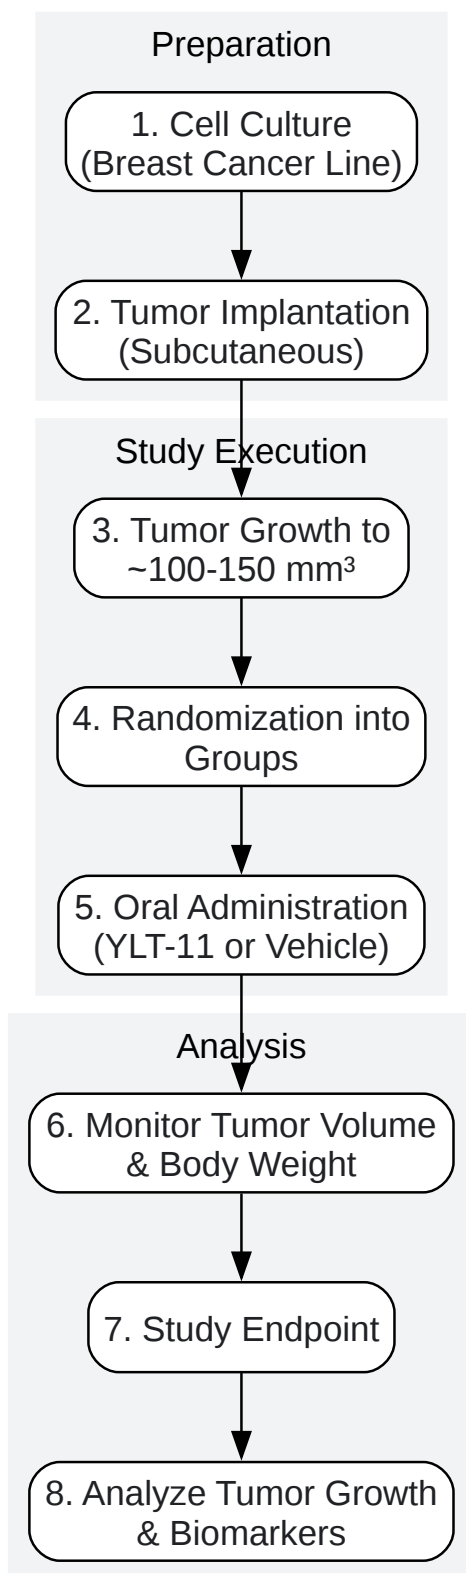 Preparation
1. Cell Culture
(Breast Cancer Line)
2. Tumor Implantation
(Subcutaneous)
Study Execution
3. Tumor Growth to
~100-150 mm³
4. Randomization into
Groups
5. Oral Administration
(YLT-11 or Vehicle)
Analysis
6. Monitor Tumor Volume
& Body Weight
7. Study Endpoint
8. Analyze Tumor Growth
& Biomarkers